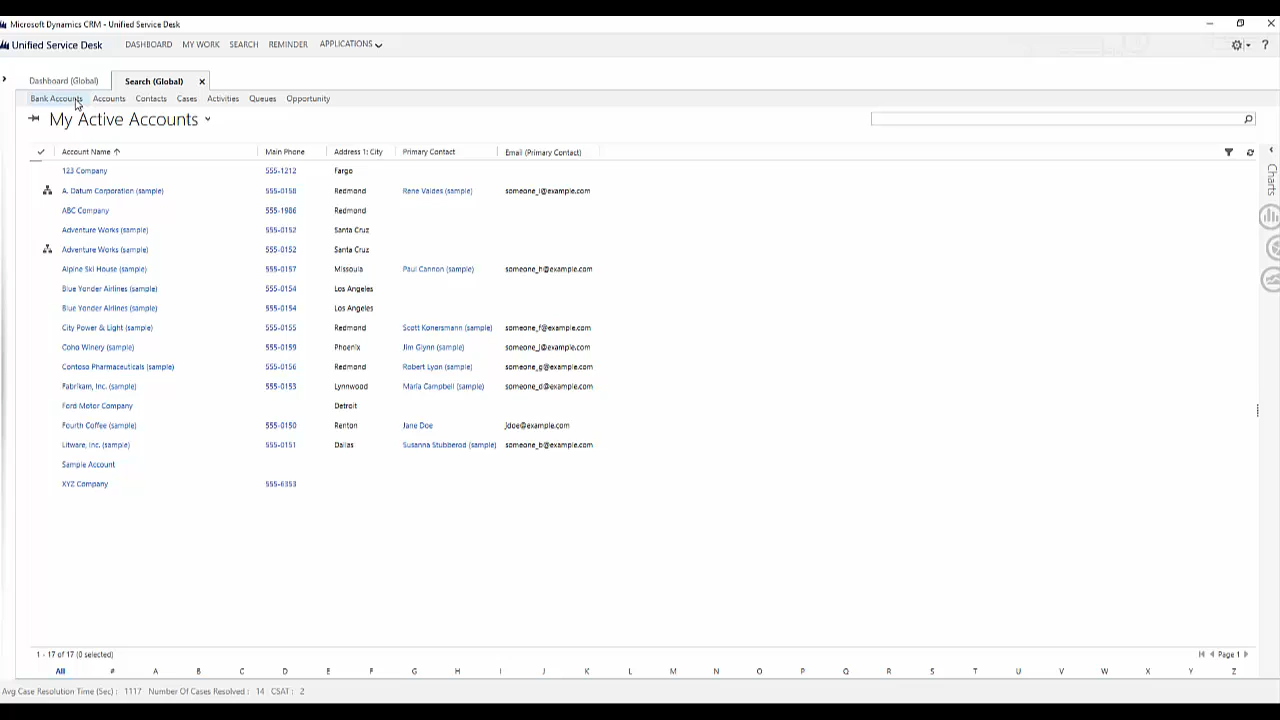 Microsoft Dynamics CRM - Unified Service Desk
Unified Service Desk DASHBOARD MY WORK SEARCH REMINDER APPLICATIONS ?
Dashboard (Global) Search (Global)
Bank Accounts Accounts Contacts Cases Activities Queues Opportunity
My Active Accounts
Account Name Main Phone Address 1: City Primary Contact Email (Primary Contact)
Charts
123 Company 555-1212 Fargo
A. Datum Corporation (sample) 555-0158 Redmond Rene Valdes (sample) someone_i@example.com
ABC Company 555-1986 Redmond
Adventure Works (sample) 555-0152 Santa Cruz
Adventure Works (sample) 555-0152 Santa Cruz
Alpine Ski House (sample) 555-0157 Missoula Paul Cannon (sample) someone_h@example.com
Blue Yonder Airlines (sample) 555-0154 Los Angeles
Blue Yonder Airlines (sample) 555-0154 Los Angeles
City Power & Light (sample) 555-0155 Redmond Scott Konersmann (sample) someone_f@example.com
Coho Winery (sample) 555-0159 Phoenix Jim Glynn (sample) someone_j@example.com
Contoso Pharmaceuticals (sample) 555-0156 Redmond Robert Lyon (sample) someone_g@example.com
Fabrikam, Inc. (sample) 555-0153 Lynnwood Maria Campbell (sample) someone_d@example.com
Ford Motor Company Detroit
Fourth Coffee (sample) 555-0150 Renton Jane Doe jdoe@example.com
Litware, Inc. (sample) 555-0151 Dallas Susanna Stubberod (sample) someone_b@example.com
Sample Account
XYZ Company 555-6353
1 - 17 of 17 (0 selected) Page 1
All # A B C D E F G H I J K L M N O P Q R S T U V W X Y Z
Avg Case Resolution Time (Sec) : 1117 Number Of Cases Resolved : 14 CSAT : 2